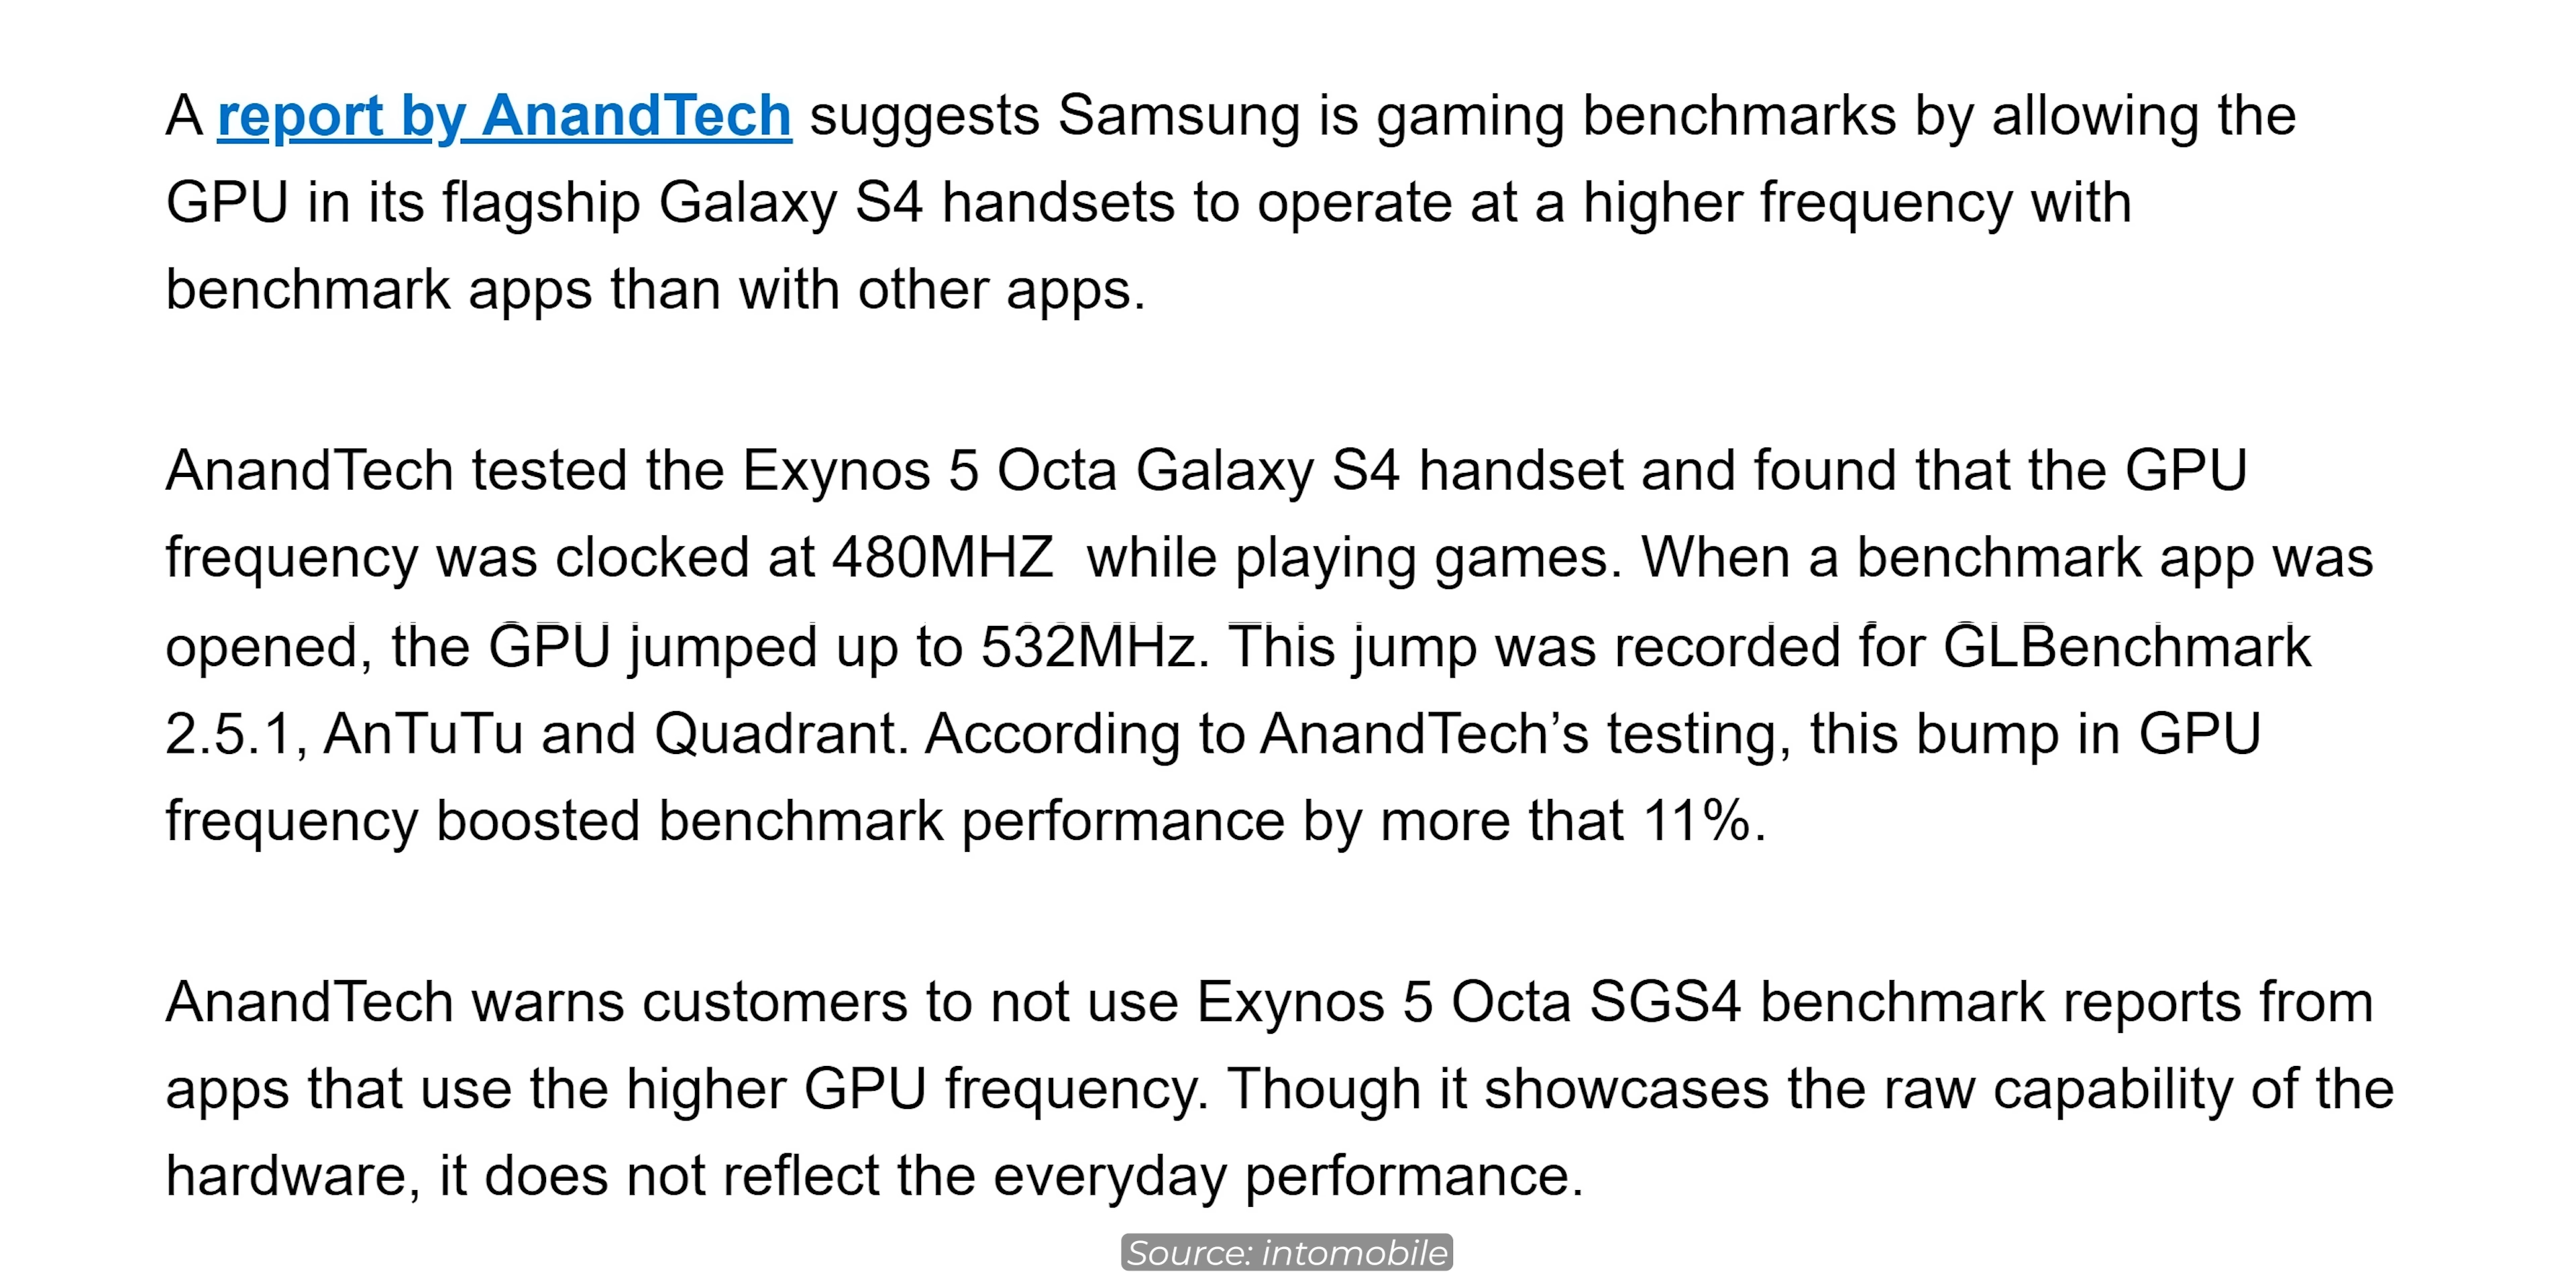 A report by AnandTech suggests Samsung is gaming benchmarks by allowing the
GPU in its flagship Galaxy S4 handsets to operate at a higher frequency with
benchmark apps than with other apps.
AnandTech tested the Exynos 5 Octa Galaxy S4 handset and found that the GPU
frequency was clocked at 480MHZ  while playing games. When a benchmark app was
opened, the GPU jumped up to 532MHz. This jump was recorded for GLBenchmark
2.5.1, AnTuTu and Quadrant. According to AnandTech’s testing, this bump in GPU
frequency boosted benchmark performance by more that 11%.
AnandTech warns customers to not use Exynos 5 Octa SGS4 benchmark reports from
apps that use the higher GPU frequency. Though it showcases the raw capability of the
hardware, it does not reflect the everyday performance.
Source: intomobile